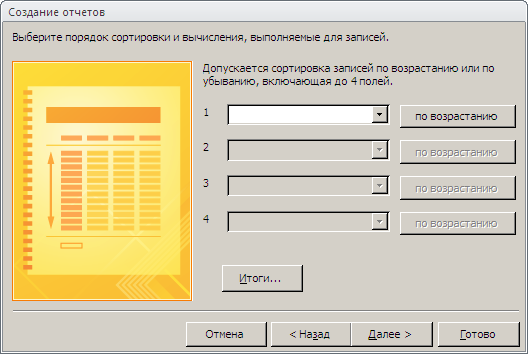 Создание отчетов
Выберите порядок сортировки и вычисления, выполняемые для записей.
Допускается сортировка записей по возрастанию или по
убыванию, включающая до 4 полей.
1 по возрастанию
2 по возрастанию
3 по возрастанию
4 по возрастанию
Итоги...
Отмена < Назад Далее > Готово